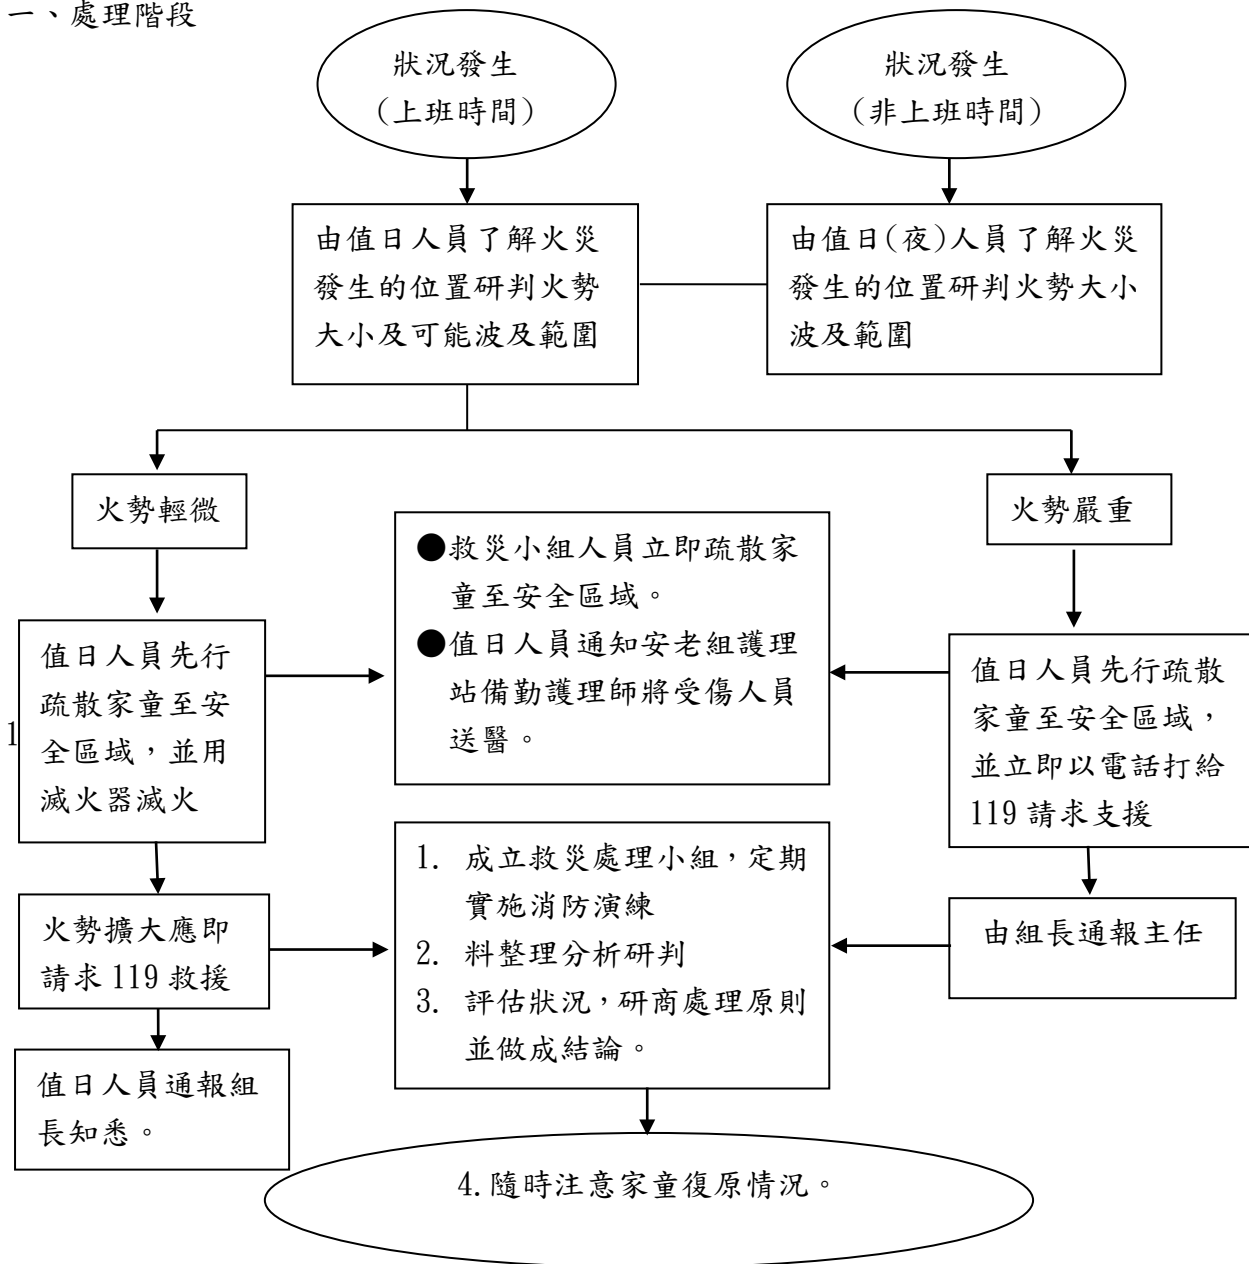 一、處理階段
狀況發生
(上班時間)
狀況發生
(非上班時間)
由值日人員了解火災
發生的位置研判火勢
大小及可能波及範圍
由值日(夜)人員了解火災
發生的位置研判火勢大小
波及範圍
火勢輕微
火勢嚴重
●救災小組人員立即疏散家
童至安全區域。
●值日人員通知安老組護理
站備勤護理師將受傷人員
送醫。
值日人員先行
疏散家童至安
全區域，並用
滅火器滅火
1
值日人員先行疏散
家童至安全區域，
並立即以電話打給
119請求支援
1. 成立救災處理小組，定期
實施消防演練
2. 料整理分析研判
3. 評估狀況，研商處理原則
並做成結論。
火勢擴大應即
請求119救援
由組長通報主任
值日人員通報組
長知悉。
4.隨時注意家童復原情況。